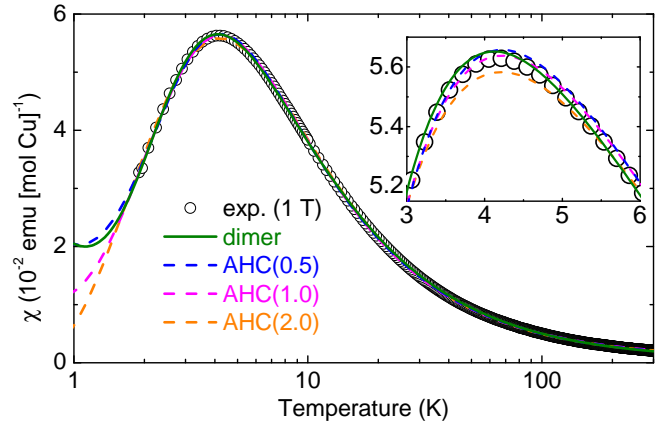 6
4
2
0
χ (10⁻² emu [mol Cu]⁻¹)
exp. (1 T)
dimer
AHC(0.5)
AHC(1.0)
AHC(2.0)
5.6
5.4
5.2
3 4 5 6
1 10 100
Temperature (K)